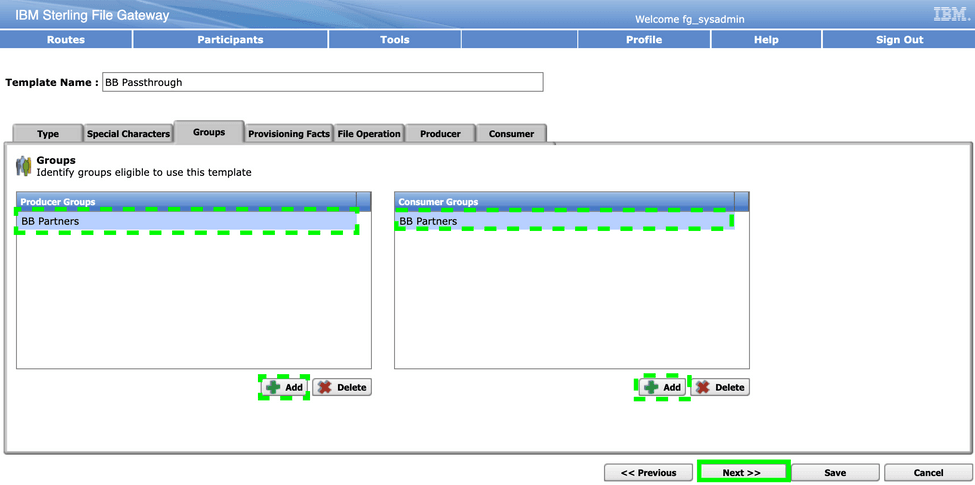 IBM Sterling File Gateway
Welcome fg_sysadmin
IBM.
Routes Participants Tools Profile Help Sign Out
Template Name : BB Passthrough
Type Special Characters Groups Provisioning Facts File Operation Producer Consumer
Groups
Identify groups eligible to use this template
Producer Groups Consumer Groups
BB Partners BB Partners
Add Delete Add Delete
<< Previous Next >> Save Cancel